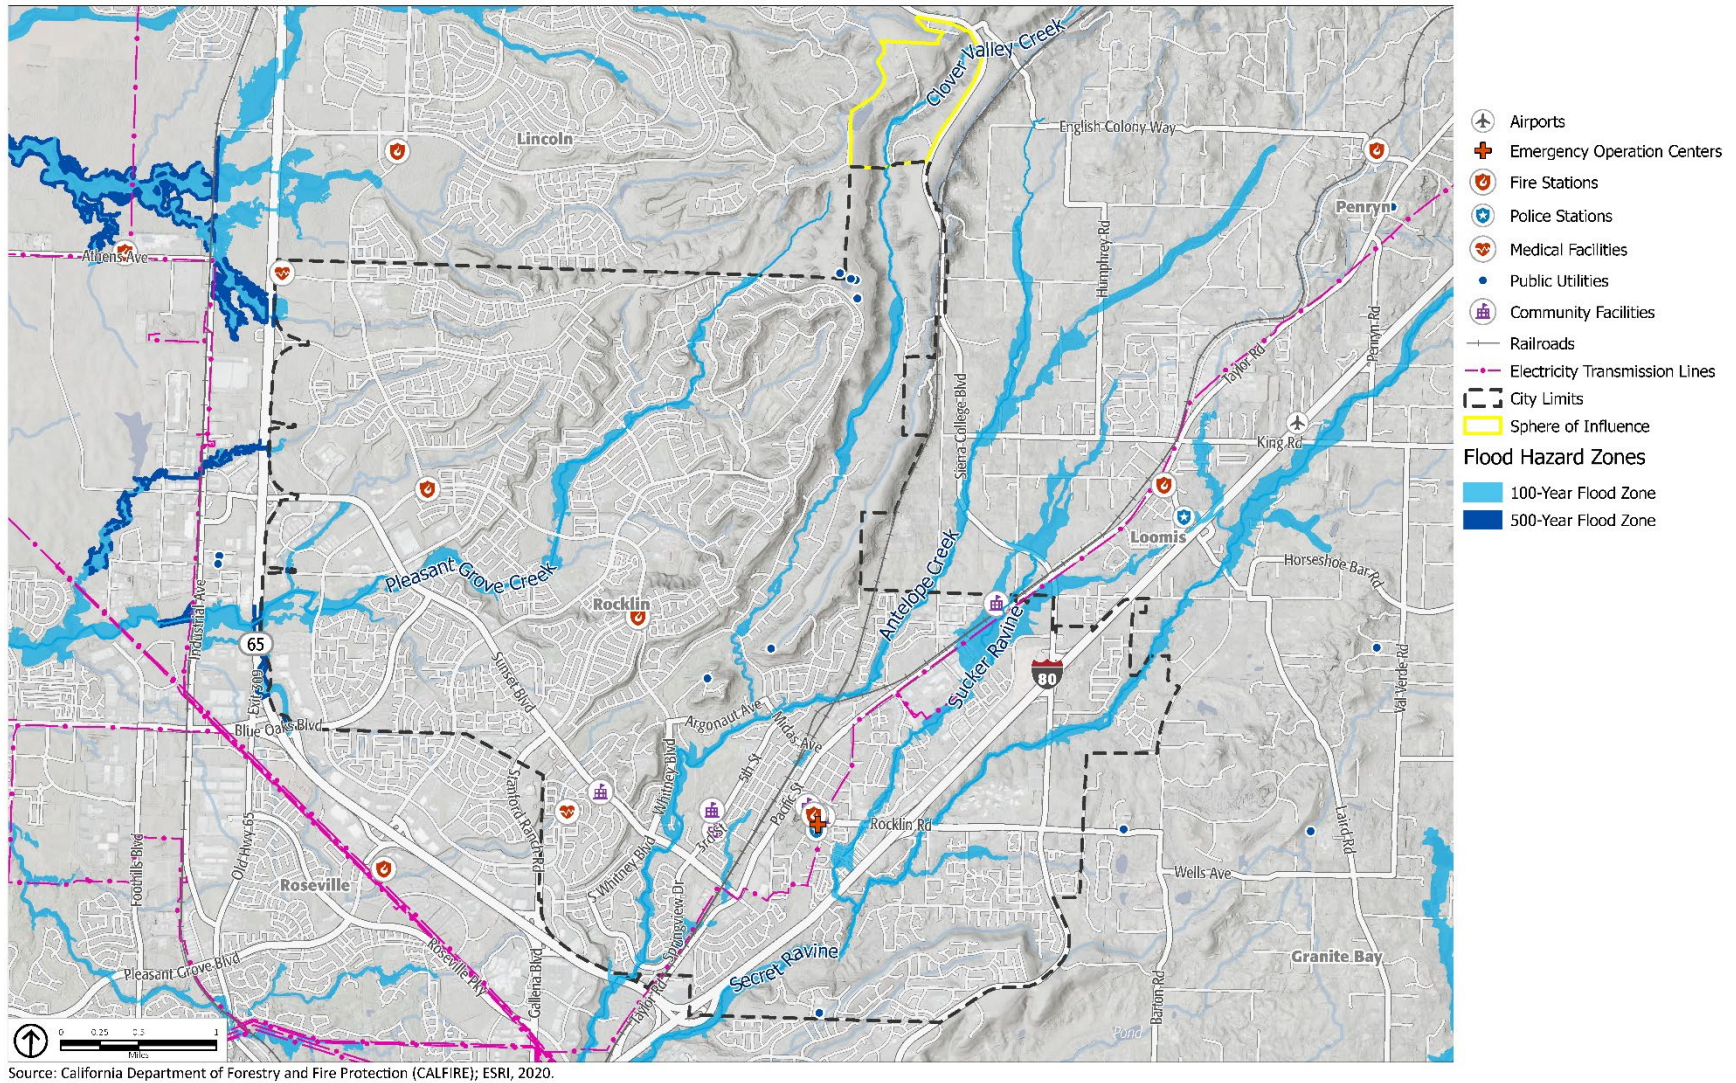 Clover Valley Creek
Lincoln
English Colony Way
Penryn
Athens Ave
Humphrey Rd
Penryn Rd
Taylor Rd
Sierra College Blvd
King Rd
Loomis
Horseshoe Bar Rd
Pleasant Grove Creek
Antelope Creek
Rocklin
Sucker Ravine
Industrial Ave
65
80
Val Verde Rd
Exit 309
Sunset Blvd
Blue Oaks Blvd
Argonaut Ave
Midas Ave
Whitney Blvd
5th St
Stanford Ranch Rd
Pacific St
3rd St
Rocklin Rd
Laird Rd
Foothills Blvd
Old Hwy 65
Roseville
S Whitney Blvd
Wells Ave
Springview Dr
Pleasant Grove Blvd
Roseville Pky
Galleria Blvd
Secret Ravine
Granite Bay
Taylor Rd
Barton Rd
Pond
0 0.25 0.5 1
Miles
Airports
Emergency Operation Centers
Fire Stations
Police Stations
Medical Facilities
Public Utilities
Community Facilities
Railroads
Electricity Transmission Lines
City Limits
Sphere of Influence
Flood Hazard Zones
100-Year Flood Zone
500-Year Flood Zone
Source: California Department of Forestry and Fire Protection (CALFIRE); ESRI, 2020.